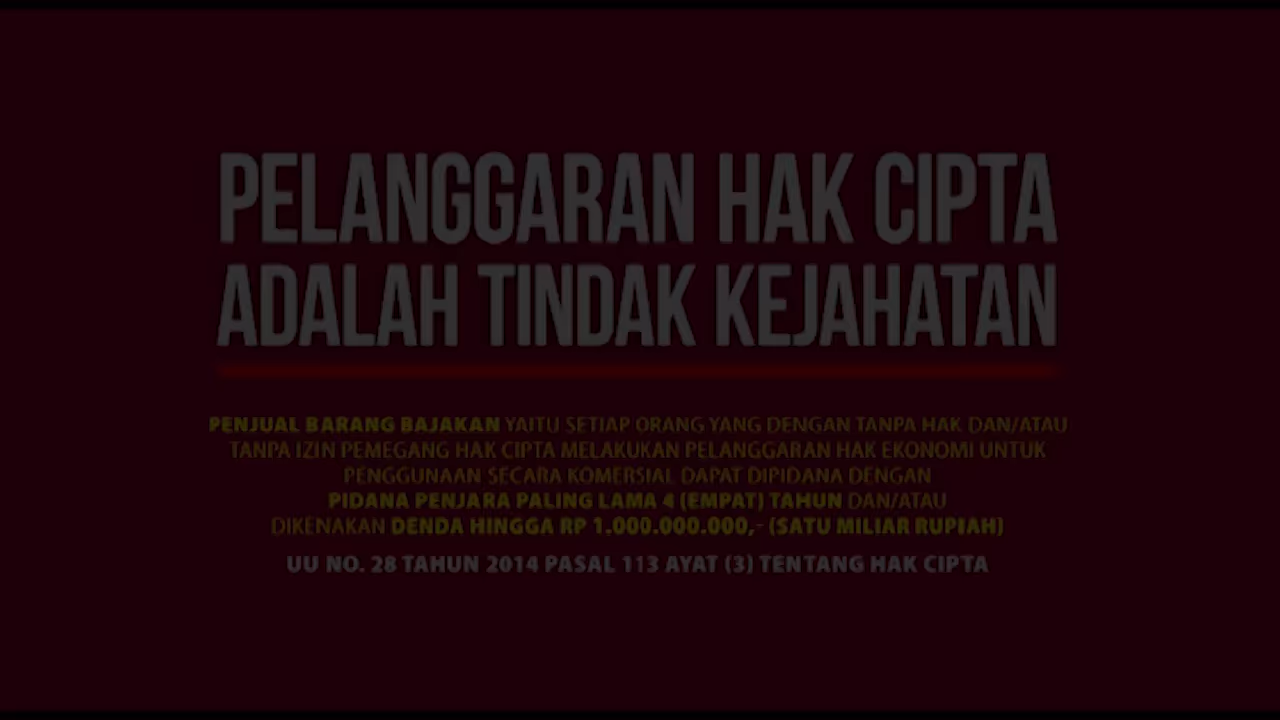 PELANGGARAN HAK CIPTA
ADALAH TINDAK KEJAHATAN
PENJUAL BARANG BAJAKAN YAITU SETIAP ORANG YANG DENGAN TANPA HAK DAN/ATAU
TANPA IZIN PEMEGANG HAK CIPTA MELAKUKAN PELANGGARAN HAK EKONOMI UNTUK
PENGGUNAAN SECARA KOMERSIAL DAPAT DIPIDANA DENGAN
PIDANA PENJARA PALING LAMA 4 (EMPAT) TAHUN DAN/ATAU
DIKENAKAN DENDA HINGGA RP 1.000.000.000,- (SATU MILIAR RUPIAH)
UU NO. 28 TAHUN 2014 PASAL 113 AYAT (3) TENTANG HAK CIPTA